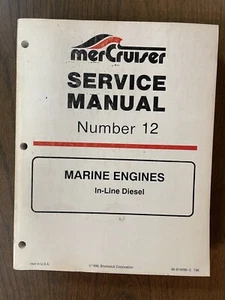 merCruiser
SERVICE
MANUAL
Number 12
MARINE ENGINES
In-Line Diesel